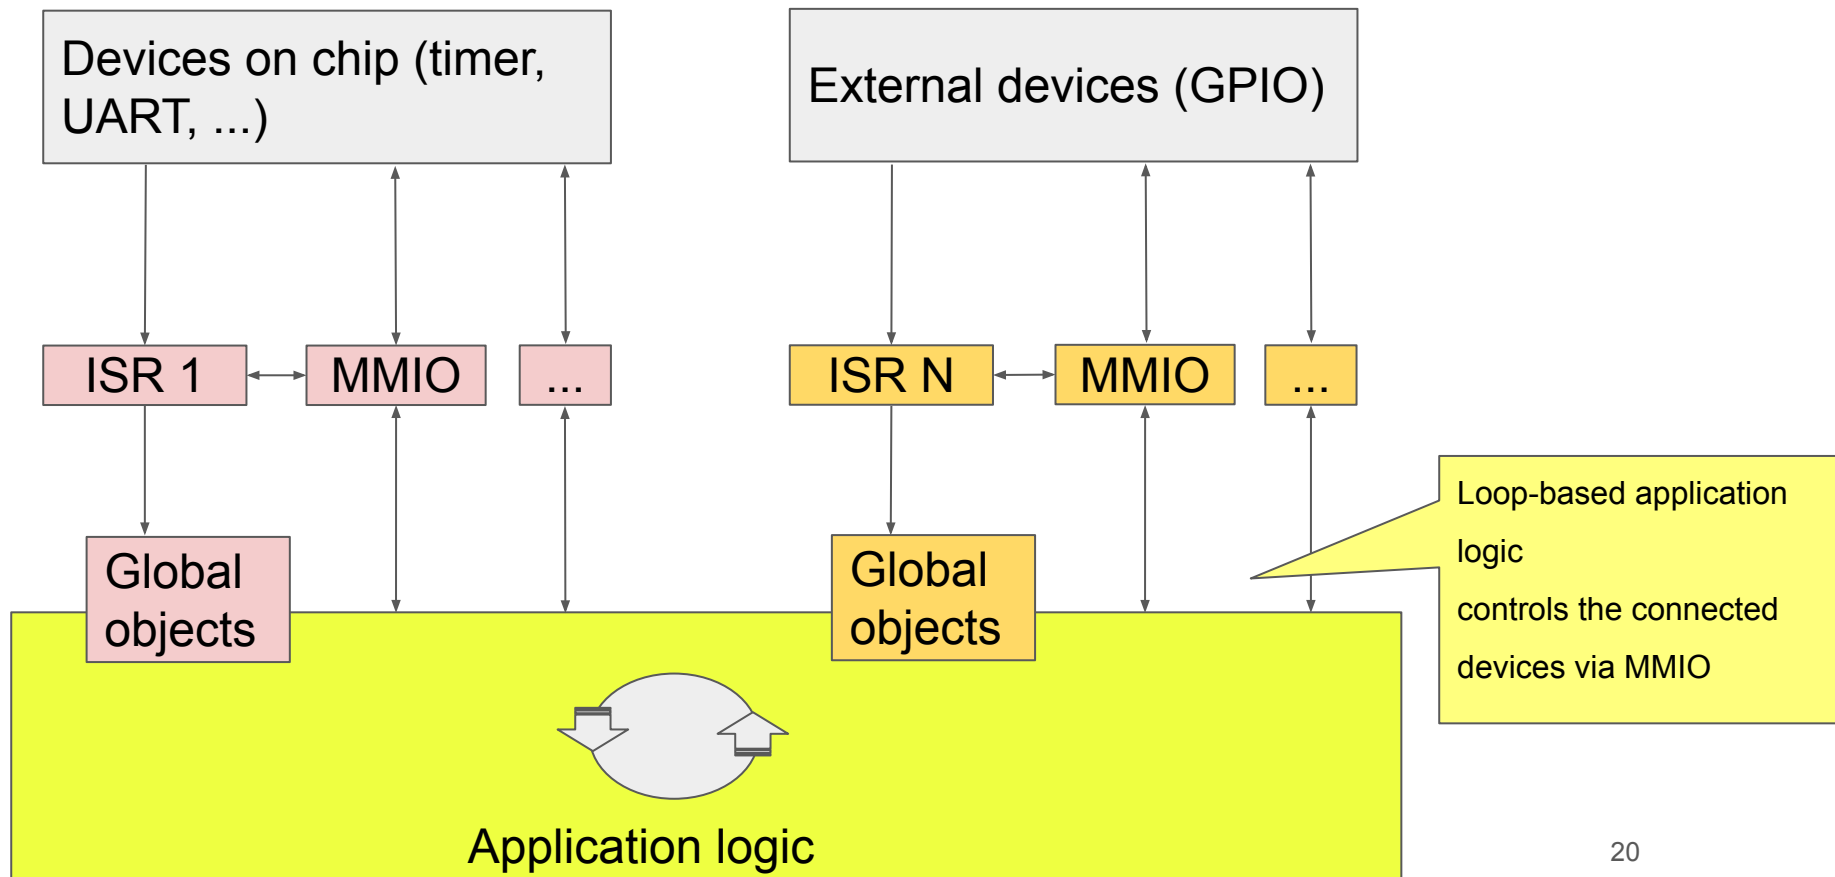 Devices on chip (timer,
UART, ...)
External devices (GPIO)
ISR 1
MMIO
...
ISR N
MMIO
...
Global
objects
Global
objects
Loop-based application
logic
controls the connected
devices via MMIO
Application logic
20